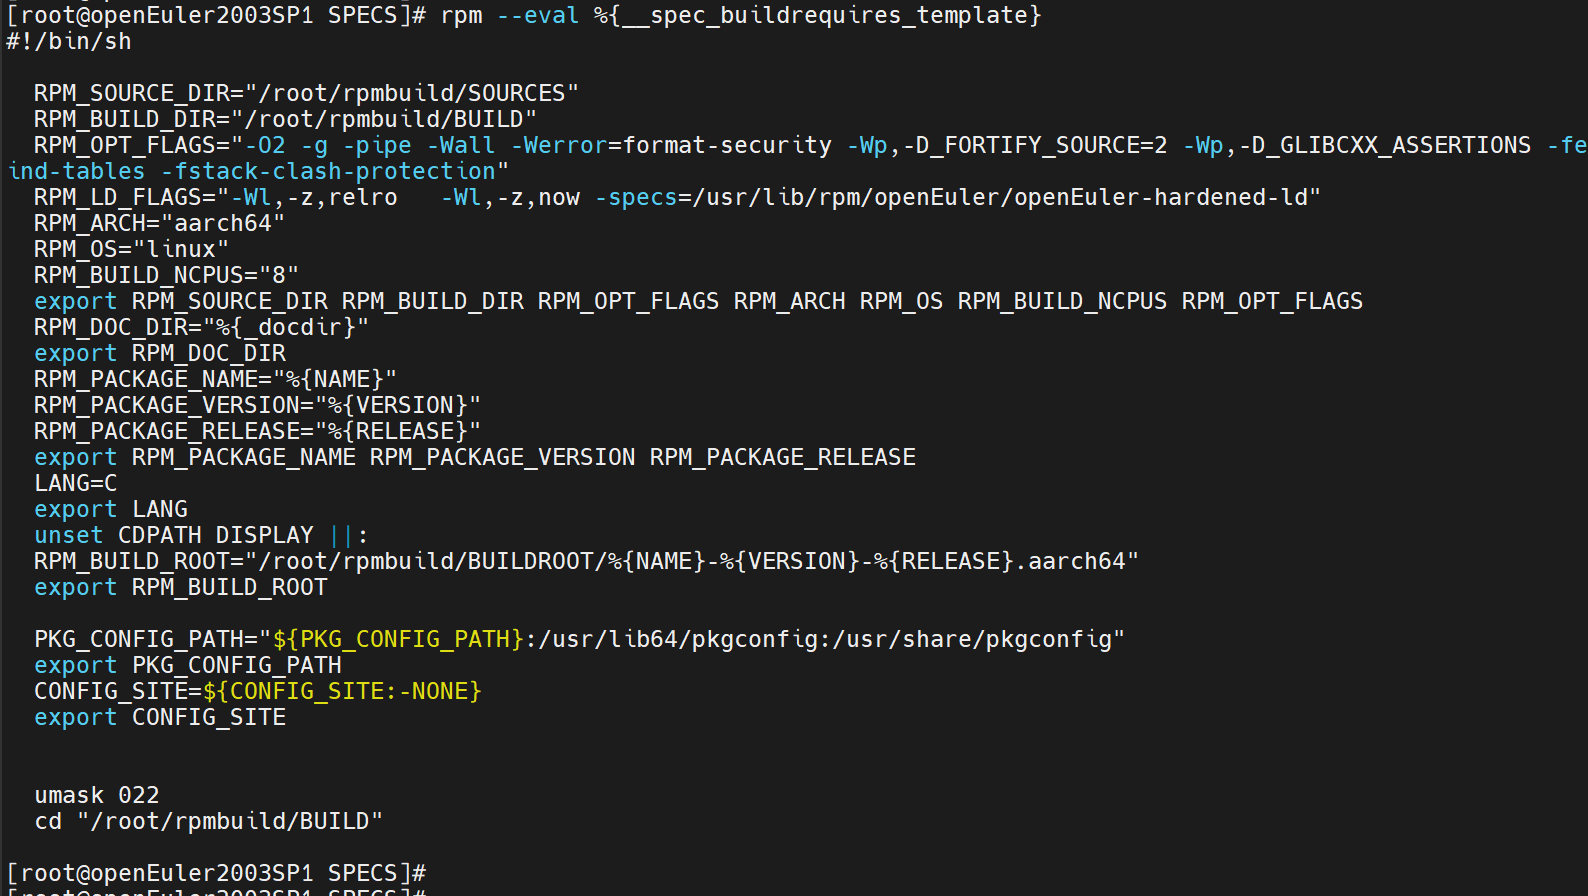 [root@openEuler2003SP1 SPECS]# rpm --eval %{__spec_buildrequires_template}
#!/bin/sh
RPM_SOURCE_DIR="/root/rpmbuild/SOURCES"
RPM_BUILD_DIR="/root/rpmbuild/BUILD"
RPM_OPT_FLAGS="-O2 -g -pipe -Wall -Werror=format-security -Wp,-D_FORTIFY_SOURCE=2 -Wp,-D_GLIBCXX_ASSERTIONS -fe
ind-tables -fstack-clash-protection"
RPM_LD_FLAGS="-Wl,-z,relro   -Wl,-z,now -specs=/usr/lib/rpm/openEuler/openEuler-hardened-ld"
RPM_ARCH="aarch64"
RPM_OS="linux"
RPM_BUILD_NCPUS="8"
export RPM_SOURCE_DIR RPM_BUILD_DIR RPM_OPT_FLAGS RPM_ARCH RPM_OS RPM_BUILD_NCPUS RPM_OPT_FLAGS
RPM_DOC_DIR="%{_docdir}"
export RPM_DOC_DIR
RPM_PACKAGE_NAME="%{NAME}"
RPM_PACKAGE_VERSION="%{VERSION}"
RPM_PACKAGE_RELEASE="%{RELEASE}"
export RPM_PACKAGE_NAME RPM_PACKAGE_VERSION RPM_PACKAGE_RELEASE
LANG=C
export LANG
unset CDPATH DISPLAY ||:
RPM_BUILD_ROOT="/root/rpmbuild/BUILDROOT/%{NAME}-%{VERSION}-%{RELEASE}.aarch64"
export RPM_BUILD_ROOT
PKG_CONFIG_PATH="${PKG_CONFIG_PATH}:/usr/lib64/pkgconfig:/usr/share/pkgconfig"
export PKG_CONFIG_PATH
CONFIG_SITE=${CONFIG_SITE:-NONE}
export CONFIG_SITE
umask 022
cd "/root/rpmbuild/BUILD"
[root@openEuler2003SP1 SPECS]#
[root@openEuler2003SP1 SPECS]#